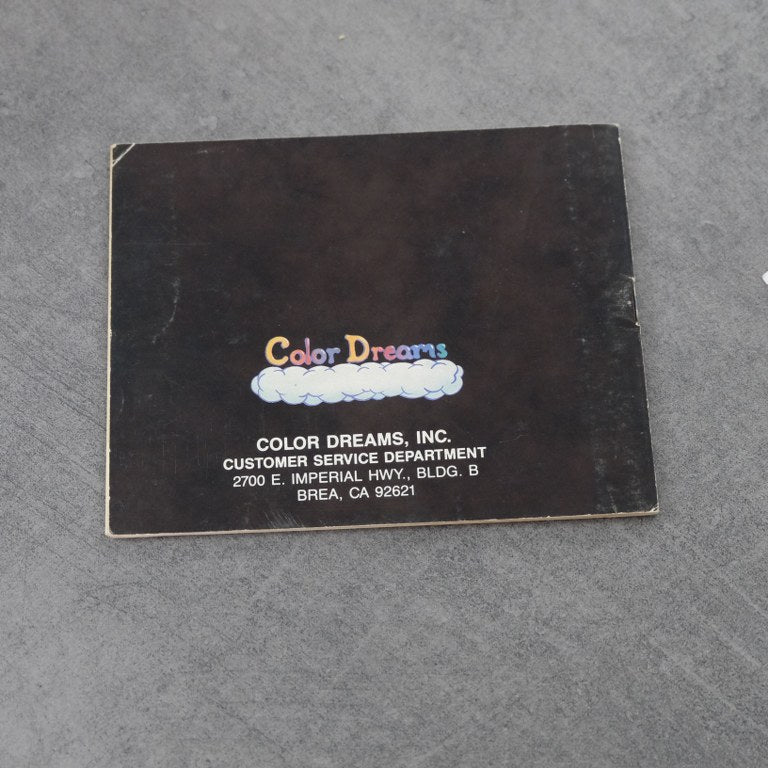 Color Dreams
COLOR DREAMS, INC.
CUSTOMER SERVICE DEPARTMENT
2700 E. IMPERIAL HWY., BLDG. B
BREA, CA 92621